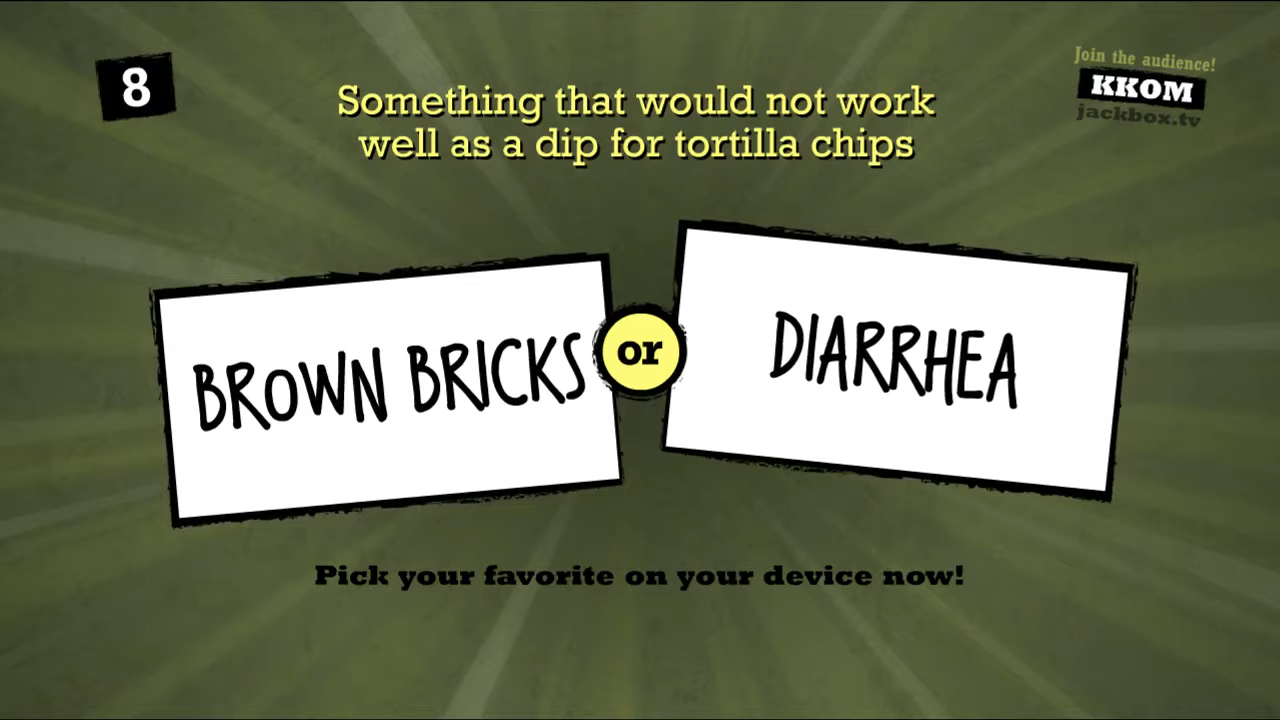 8
Something that would not work
well as a dip for tortilla chips
Join the audience!
KKOM
jackbox.tv
BROWN BRICKS
or
DIARRHEA
Pick your favorite on your device now!